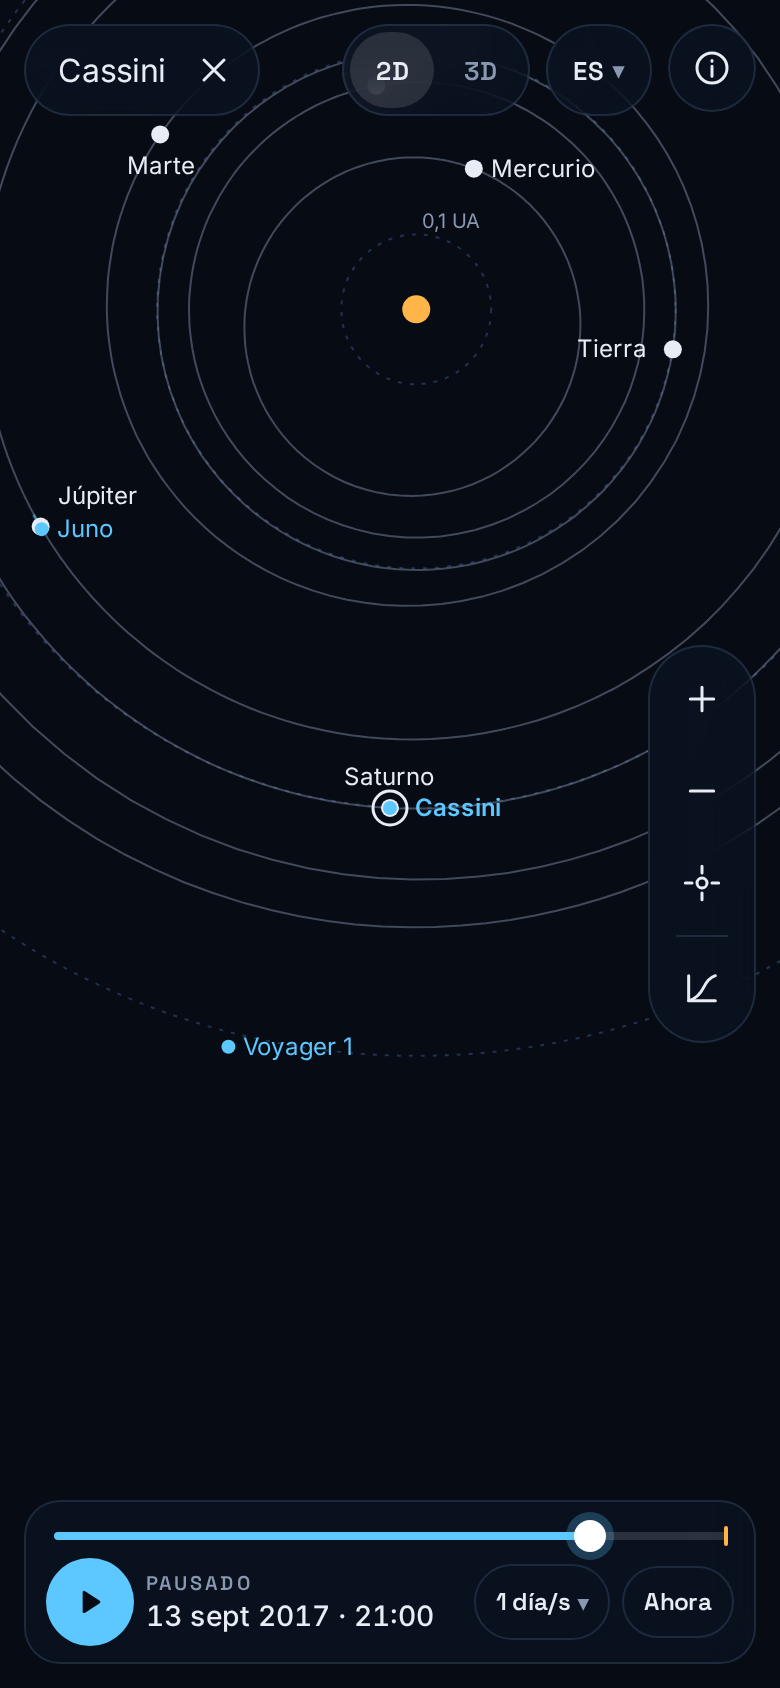 Cassini
2D 3D
ES ▾
Marte
Mercurio
0,1 UA
Tierra
Júpiter
Juno
Saturno
Cassini
Voyager 1
PAUSADO
13 sept 2017 · 21:00
1 día/s ▾
Ahora